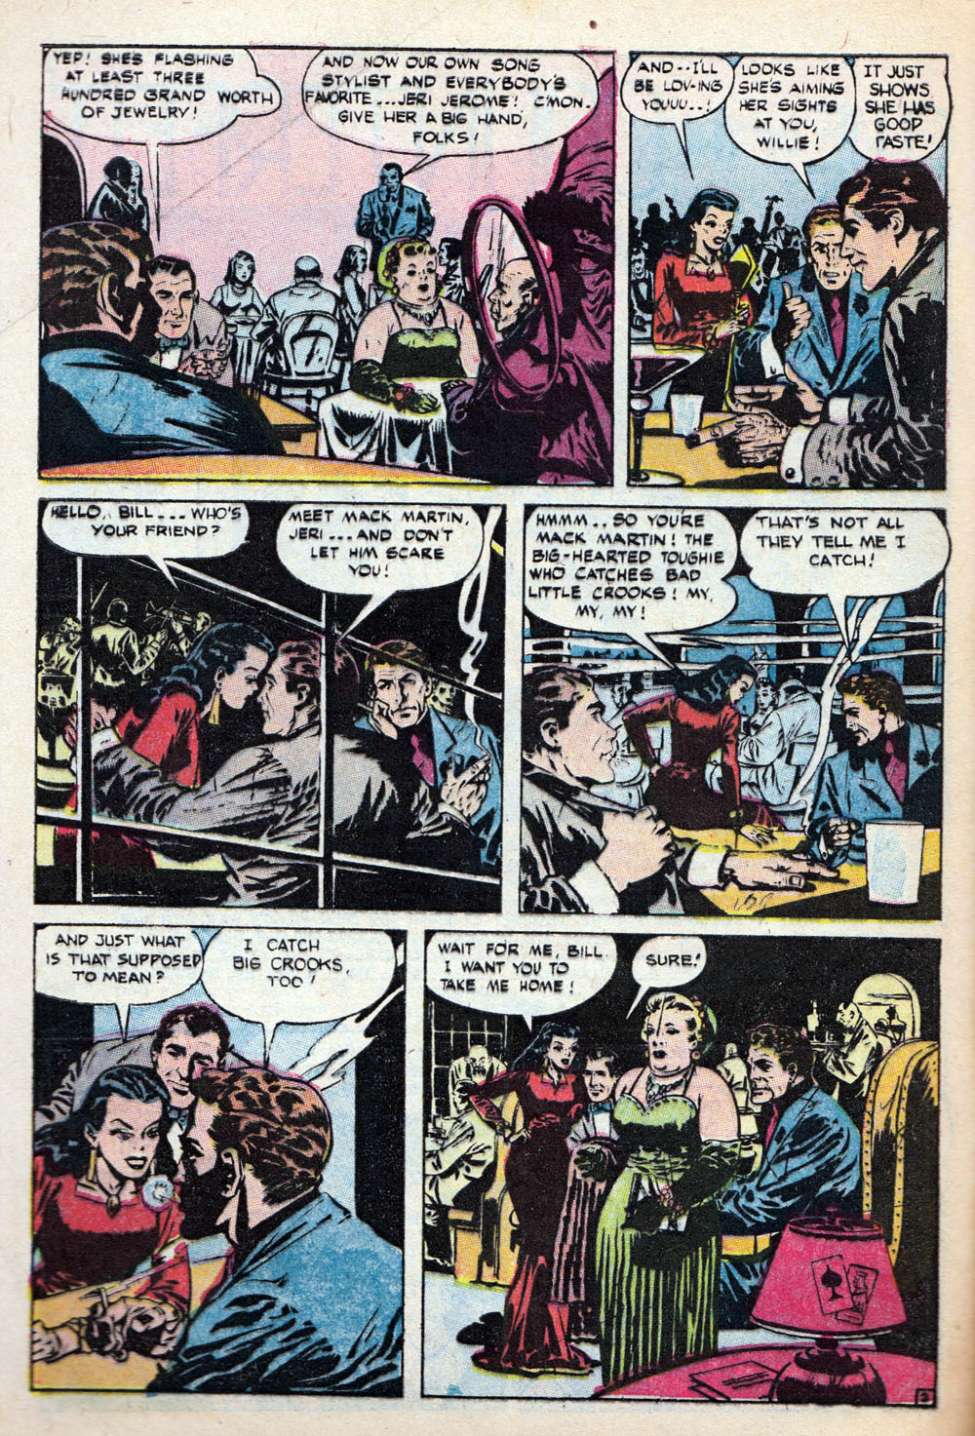 YEP! SHE'S FLASHING
AT LEAST THREE
HUNDRED GRAND WORTH
OF JEWELRY!
AND NOW OUR OWN SONG
STYLIST AND EVERYBODY'S
FAVORITE...JERI JEROME! C'MON.
GIVE HER A BIG HAND,
FOLKS!
AND--I'LL
BE LOV-ING
YOUUU--!
LOOKS LIKE
SHE'S AIMING
HER SIGHTS
AT YOU,
WILLIE!
IT JUST
SHOWS
SHE HAS
GOOD
TASTE!
HELLO, BILL...WHO'S
YOUR FRIEND?
MEET MACK MARTIN,
JERI...AND DON'T
LET HIM SCARE
YOU!
HMMM..SO YOU'RE
MACK MARTIN! THE
BIG-HEARTED TOUGHIE
WHO CATCHES BAD
LITTLE CROOKS! MY,
MY, MY!
THAT'S NOT ALL
THEY TELL ME I
CATCH!
AND JUST WHAT
IS THAT SUPPOSED
TO MEAN?
I CATCH
BIG CROOKS,
TOO!
WAIT FOR ME, BILL.
I WANT YOU TO
TAKE ME HOME!
SURE!
2